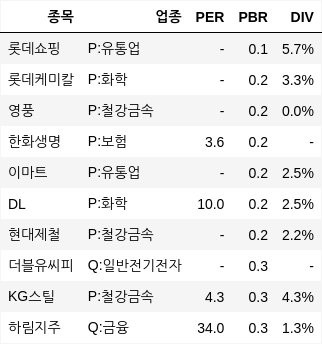 종목 업종 PER PBR DIV
롯데쇼핑 P:유통업 - 0.1 5.7%
롯데케미칼 P:화학 - 0.2 3.3%
영풍 P:철강금속 - 0.2 0.0%
한화생명 P:보험 3.6 0.2 -
이마트 P:유통업 - 0.2 2.5%
DL P:화학 10.0 0.2 2.5%
현대제철 P:철강금속 - 0.2 2.2%
더블유씨피 Q:일반전기전자 - 0.3 -
KG스틸 P:철강금속 4.3 0.3 4.3%
하림지주 Q:금융 34.0 0.3 1.3%